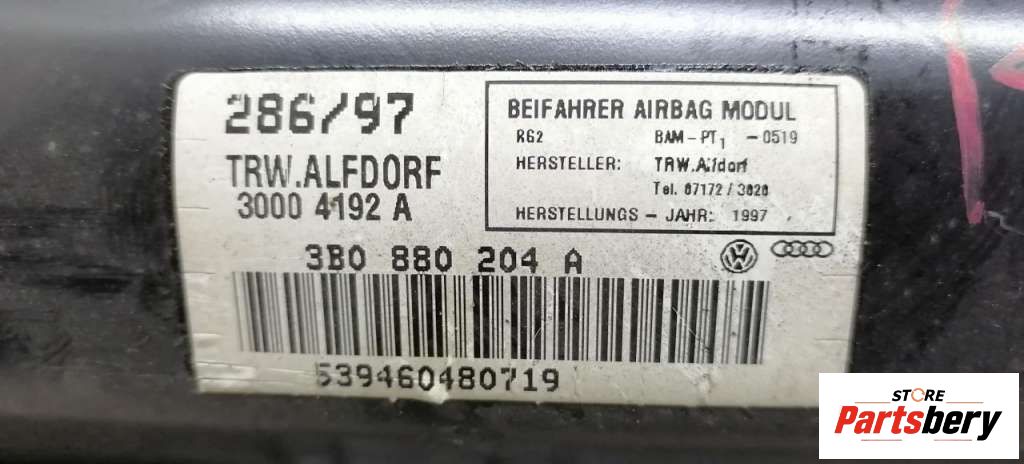 286/97
TRW.ALFDORF
3000 4192 A
BEIFAHRER AIRBAG MODUL
RG2 BAM-PT1 -0519
HERSTELLER: TRW.Alfdorf
Tel. 07172/3020
HERSTELLUNGS - JAHR: 1997
3B0 880 204 A
539460480719
STORE
Partsbery